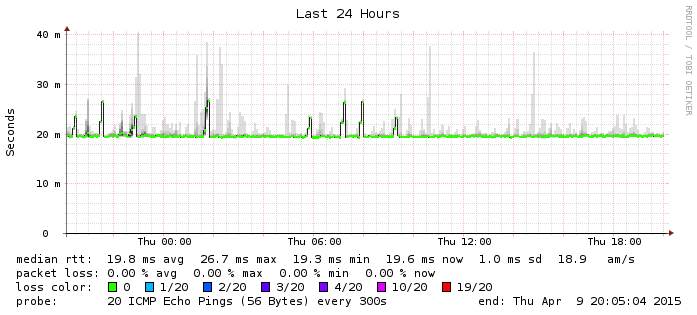 Last 24 Hours
RRDTOOL / TOBI OETIKER
Seconds
40 m
30 m
20 m
10 m
0
Thu 00:00 Thu 06:00 Thu 12:00 Thu 18:00
median rtt: 19.8 ms avg 26.7 ms max 19.3 ms min 19.6 ms now 1.0 ms sd 18.9 am/s
packet loss: 0.00 % avg 0.00 % max 0.00 % min 0.00 % now
loss color: 0 1/20 2/20 3/20 4/20 10/20 19/20
probe: 20 ICMP Echo Pings (56 Bytes) every 300s end: Thu Apr 9 20:05:04 2015